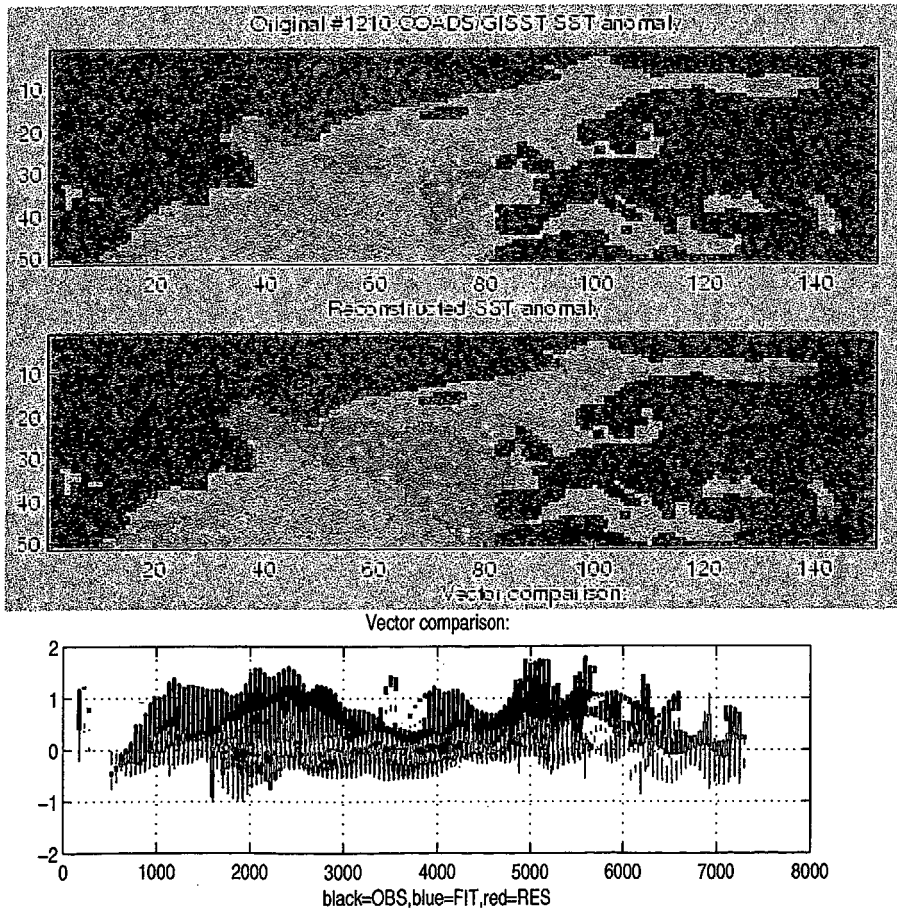 Original #1210 COADS/GISST SST anomaly
10
20
30
40
50
20 40 60 80 100 120 140
Reconstructed SST anomaly
10
20
30
40
50
20 40 60 80 100 120 140
Vector comparison:
Vector comparison:
2
1
0
-1
-2
0 1000 2000 3000 4000 5000 6000 7000 8000
black=OBS,blue=FIT,red=RES